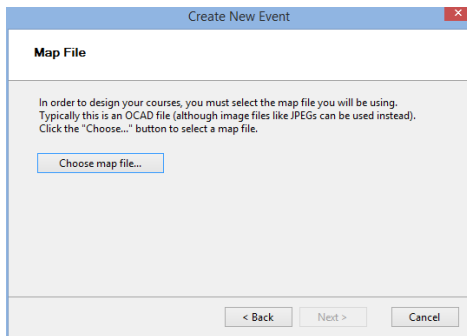 Create New Event
Map File
In order to design your courses, you must select the map file you will be using.
Typically this is an OCAD file (although image files like JPEGs can be used instead).
Click the "Choose..." button to select a map file.
Choose map file...
< Back
Next >
Cancel